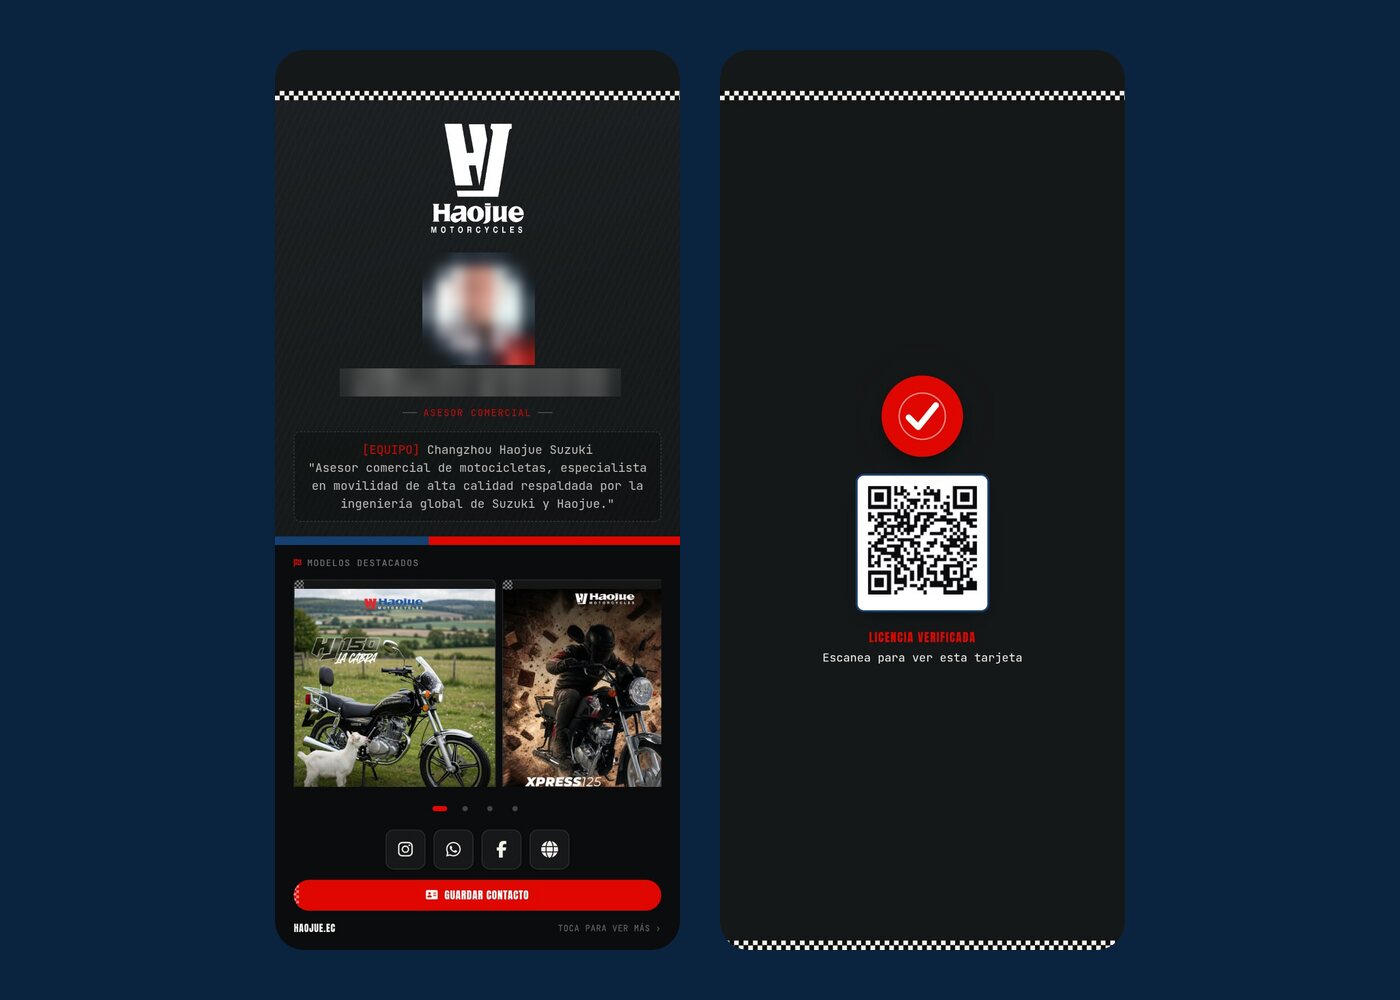 HJ
Haojue
MOTORCYCLES
ASESOR COMERCIAL
[EQUIPO] Changzhou Haojue Suzuki
"Asesor comercial de motocicletas, especialista
en movilidad de alta calidad respaldada por la
ingeniería global de Suzuki y Haojue."
MODELOS DESTACADOS
Haojue
MOTORCYCLES
HJ150
LA CABRA
Haojue
MOTORCYCLES
XPRESS125
GUARDAR CONTACTO
HAOJUE.EC
TOCA PARA VER MÁS ›
LICENCIA VERIFICADA
Escanea para ver esta tarjeta